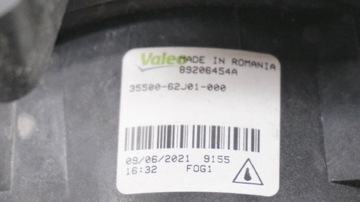 Valeo MADE IN ROMANIA
89206454A
35500-62J01-000
09/06/2021 9155
16:32 FOG1